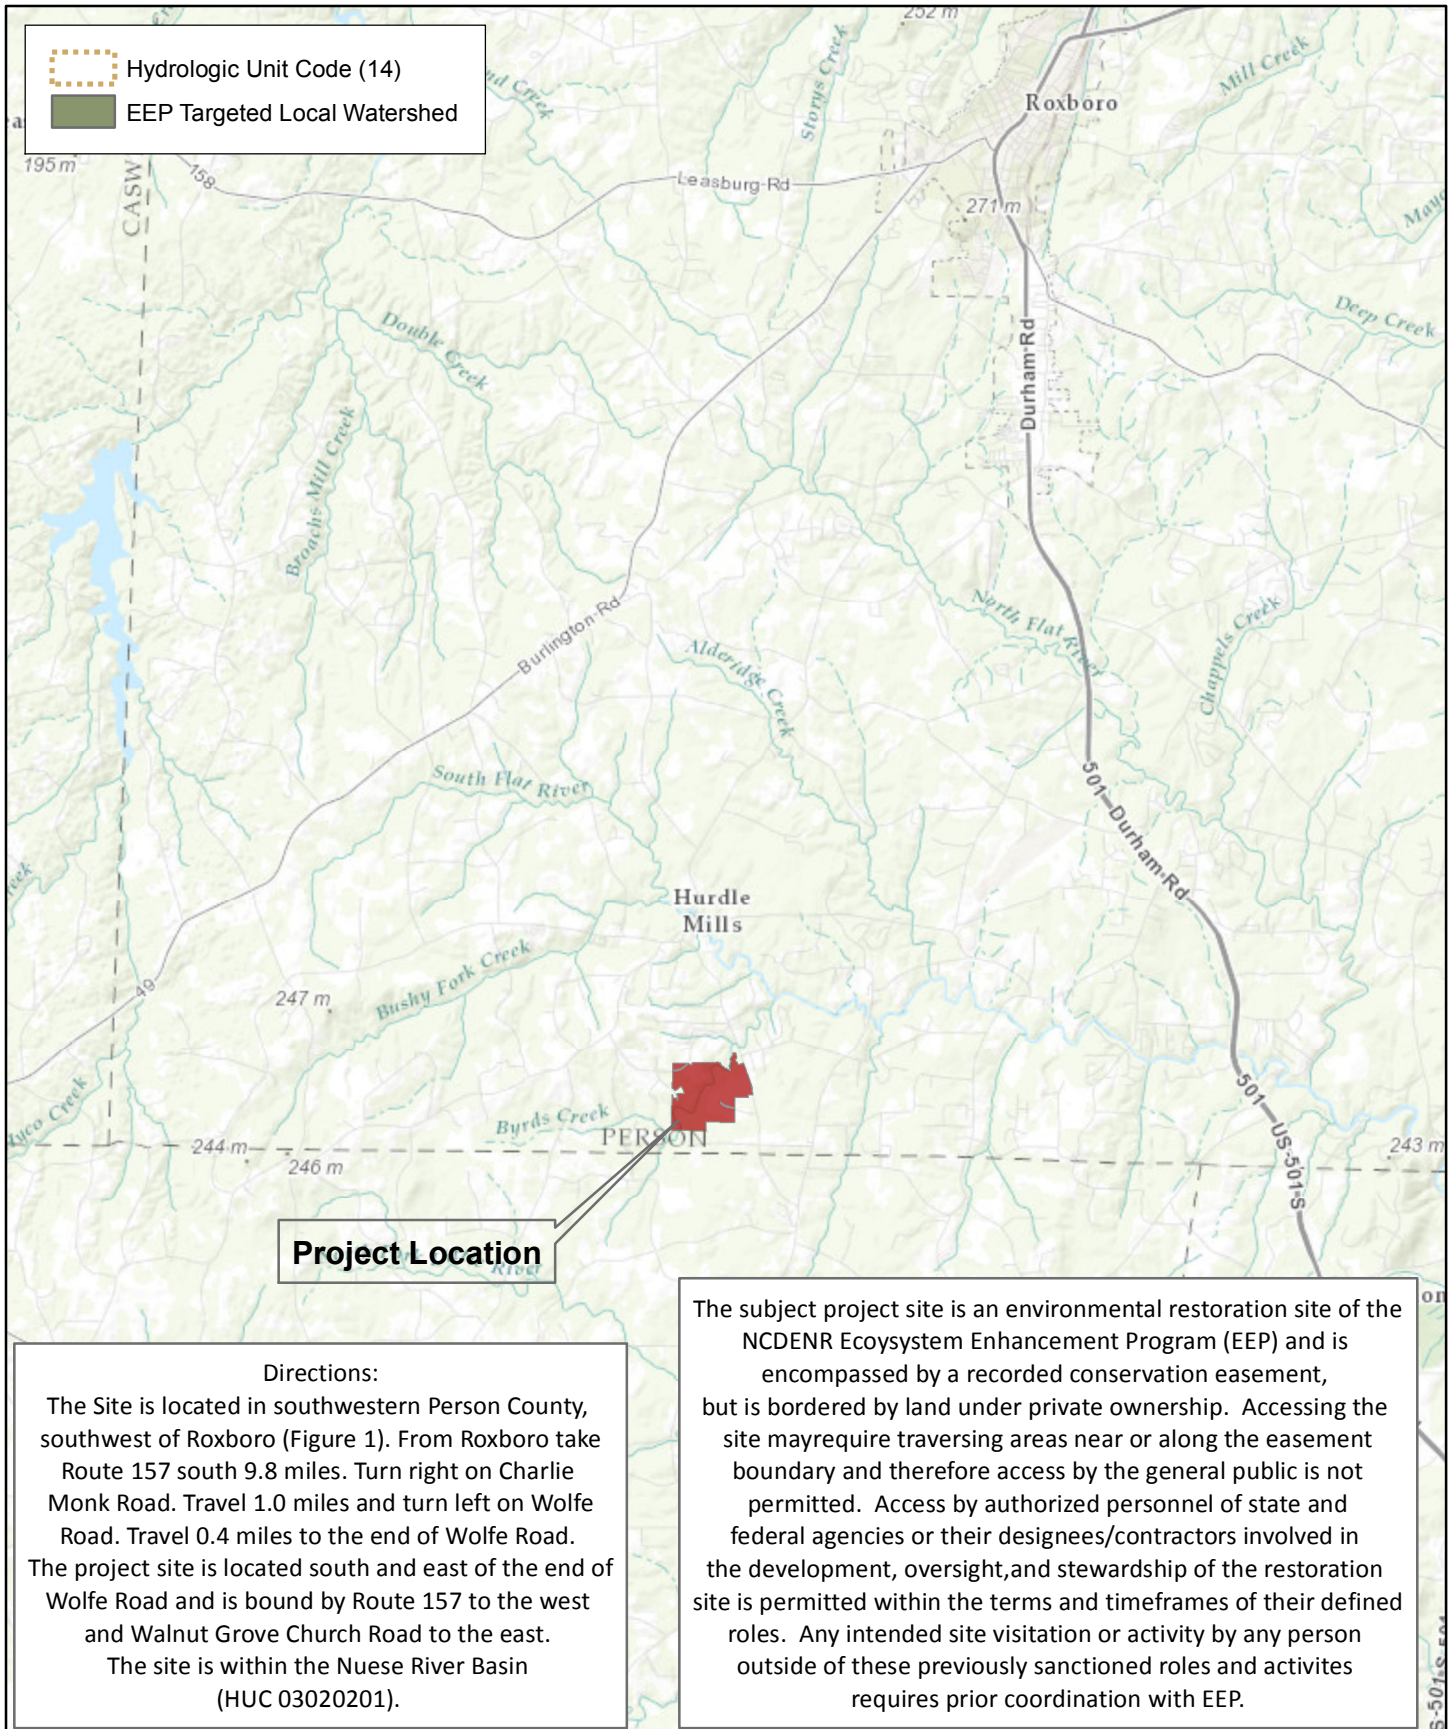 Hydrologic Unit Code (14)
EEP Targeted Local Watershed
252 m
nd Creek
Storys Creek
Roxboro
Mill Creek
195 m
CASW
158
Leasburg Rd
271 m
Mayo
Double Creek
Durham Rd
Deep Creek
Broachs Mill Creek
Burlington Rd
North Flat River
Alderidge Creek
Chappels Creek
South Flat River
501
Durham Rd
Hurdle
Mills
eek
Bushy Fork Creek
49
247 m
Byrds Creek
PERSON
yco Creek
244 m
246 m
501
US-501-S
243 m
Project Location
River
on
Directions:
The Site is located in southwestern Person County,
southwest of Roxboro (Figure 1). From Roxboro take
Route 157 south 9.8 miles. Turn right on Charlie
Monk Road. Travel 1.0 miles and turn left on Wolfe
Road. Travel 0.4 miles to the end of Wolfe Road.
The project site is located south and east of the end of
Wolfe Road and is bound by Route 157 to the west
and Walnut Grove Church Road to the east.
The site is within the Nuese River Basin
(HUC 03020201).
The subject project site is an environmental restoration site of the
NCDENR Ecoysystem Enhancement Program (EEP) and is
encompassed by a recorded conservation easement,
but is bordered by land under private ownership.  Accessing the
site mayrequire traversing areas near or along the easement
boundary and therefore access by the general public is not
permitted.  Access by authorized personnel of state and
federal agencies or their designees/contractors involved in
the development, oversight,and stewardship of the restoration
site is permitted within the terms and timeframes of their defined
roles.  Any intended site visitation or activity by any person
outside of these previously sanctioned roles and activites
requires prior coordination with EEP.